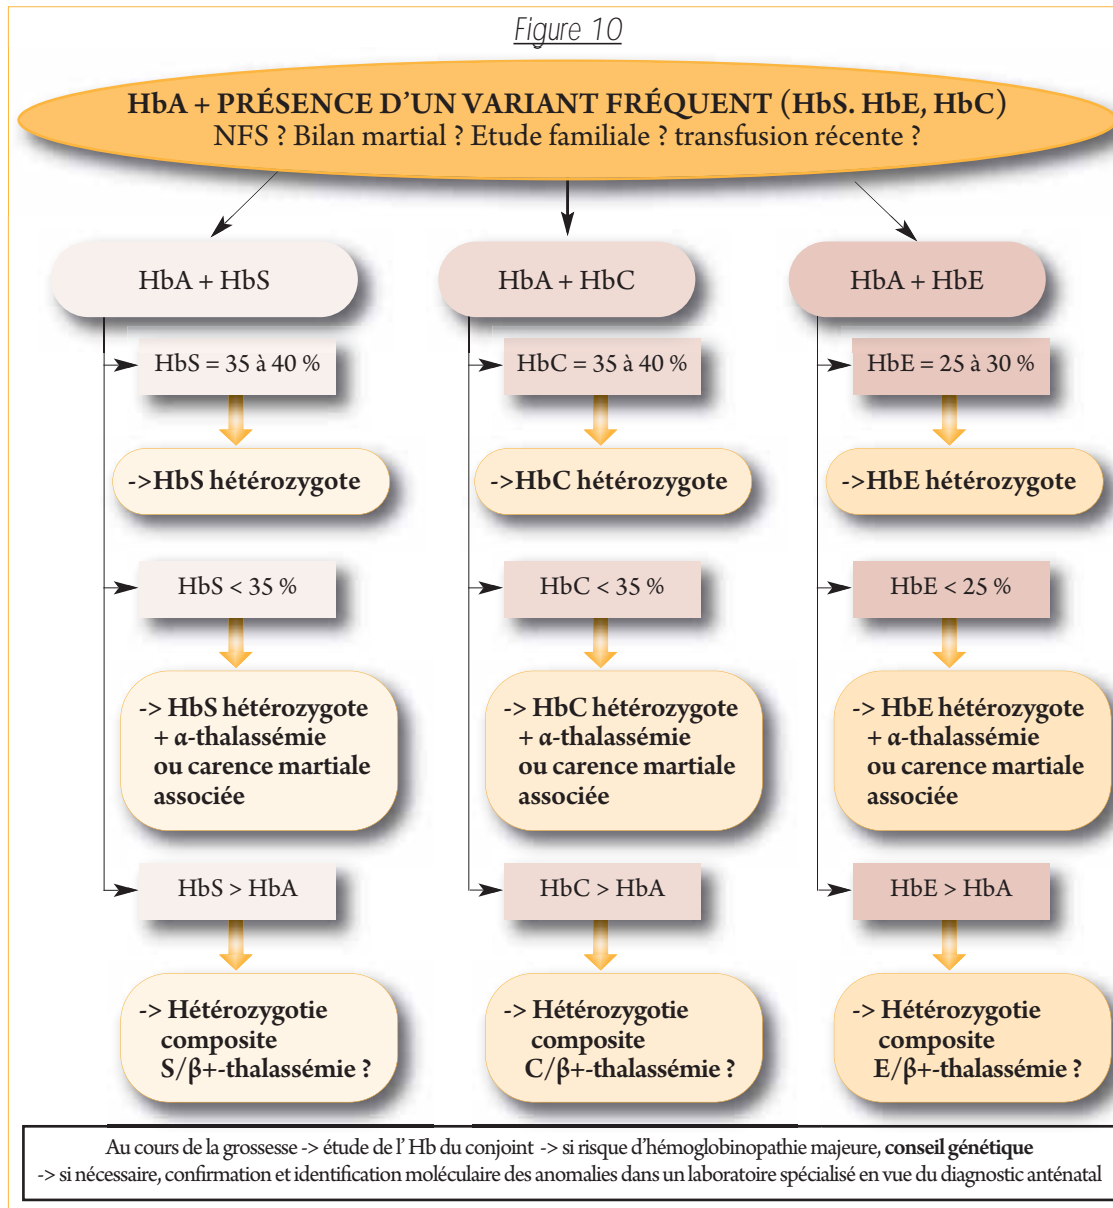 Figure 10
HbA + PRÉSENCE D'UN VARIANT FRÉQUENT (HbS. HbE, HbC)
NFS ? Bilan martial ? Etude familiale ? transfusion récente ?
HbA + HbS
HbS = 35 à 40 %
->HbS hétérozygote
HbS < 35 %
-> HbS hétérozygote
+ α-thalassémie
ou carence martiale
associée
HbS > HbA
-> Hétérozygotie
composite
S/β+-thalassémie ?
HbA + HbC
HbC = 35 à 40 %
->HbC hétérozygote
HbC < 35 %
-> HbC hétérozygote
+ α-thalassémie
ou carence martiale
associée
HbC > HbA
-> Hétérozygotie
composite
C/β+-thalassémie ?
HbA + HbE
HbE = 25 à 30 %
->HbE hétérozygote
HbE < 25 %
-> HbE hétérozygote
+ α-thalassémie
ou carence martiale
associée
HbE > HbA
-> Hétérozygotie
composite
E/β+-thalassémie ?
Au cours de la grossesse -> étude de l'Hb du conjoint -> si risque d'hémoglobinopathie majeure, conseil génétique
-> si nécessaire, confirmation et identification moléculaire des anomalies dans un laboratoire spécialisé en vue du diagnostic anténatal